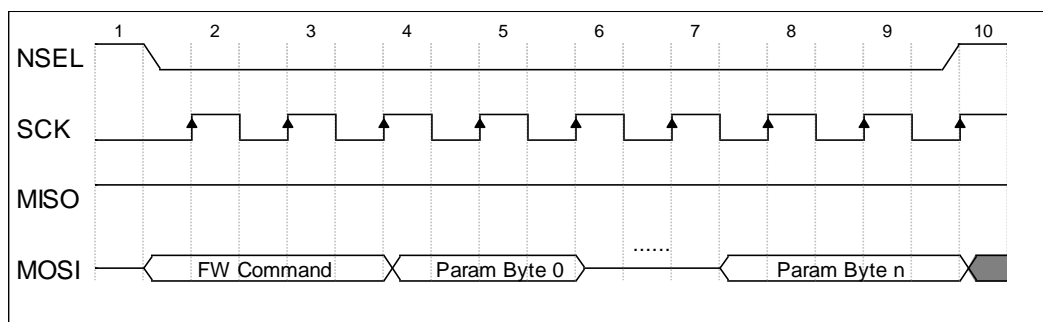 1 2 3 4 5 6 7 8 9 10
NSEL
SCK
MISO
......
MOSI FW Command Param Byte 0 Param Byte n